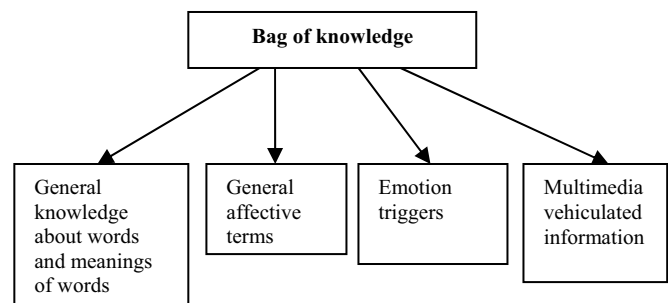 Bag of knowledge
General
knowledge
about words
and meanings
of words
General
affective
terms
Emotion
triggers
Multimedia
vehiculated
information